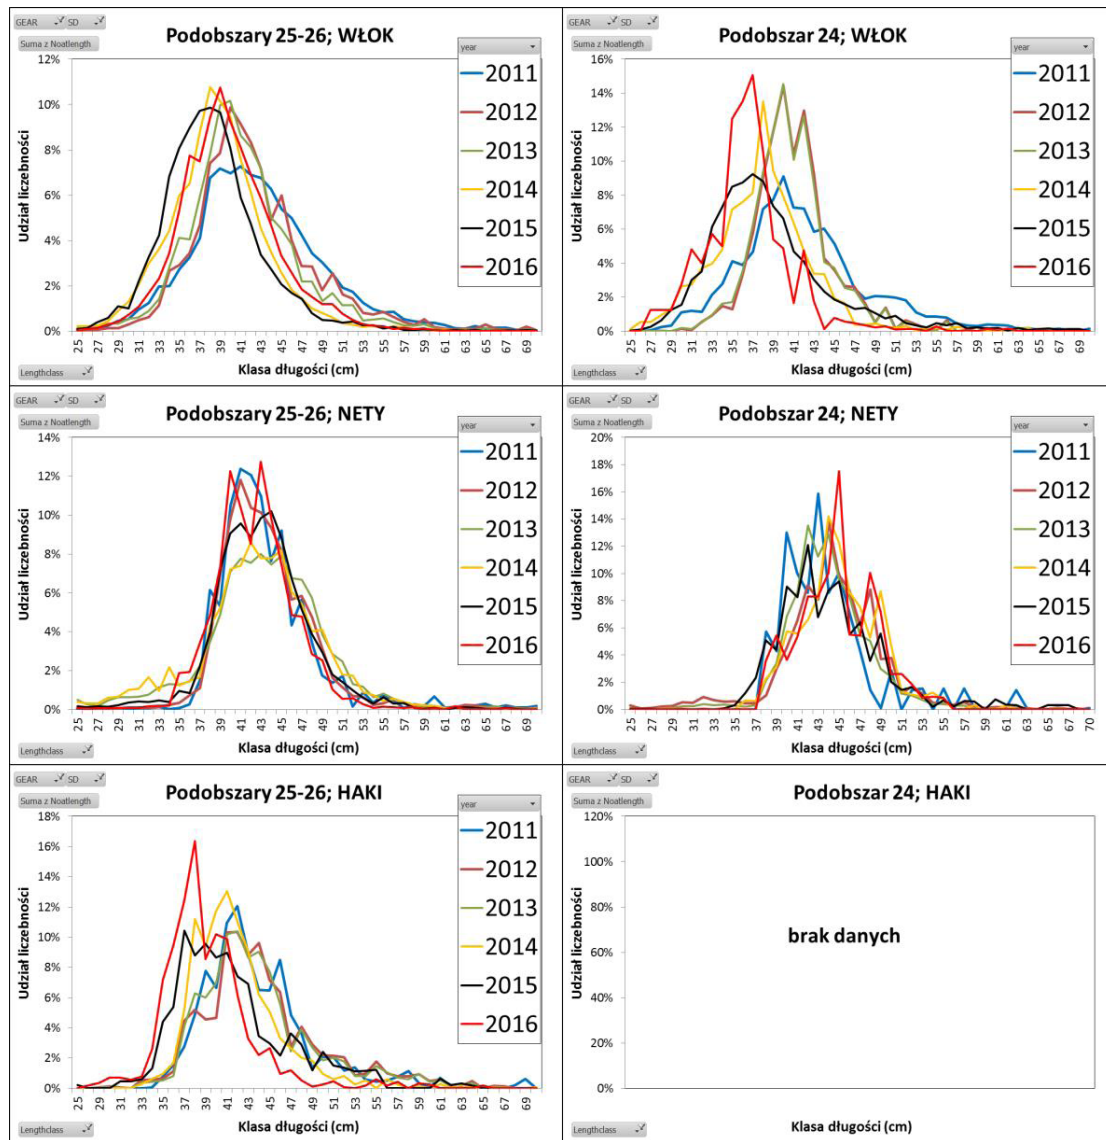 GEAR SD
Podobszary 25-26; WŁOK
Suma z Noatlength
year
12%
10%
8%
6%
4%
2%
0%
Udział liczebności
2011
2012
2013
2014
2015
2016
25 27 29 31 33 35 37 39 41 43 45 47 49 51 53 55 57 59 61 63 65 67 69
Lengthclass
Klasa długości (cm)
GEAR SD
Podobszar 24; WŁOK
Suma z Noatlength
year
16%
14%
12%
10%
8%
6%
4%
2%
0%
Udział liczebności
2011
2012
2013
2014
2015
2016
25 27 29 31 33 35 37 39 41 43 45 47 49 51 53 55 57 59 61 63 65 67 69
Lengthclass
Klasa długości (cm)
GEAR SD
Podobszary 25-26; NETY
Suma z Noatlength
year
14%
12%
10%
8%
6%
4%
2%
0%
Udział liczebności
2011
2012
2013
2014
2015
2016
25 27 29 31 33 35 37 39 41 43 45 47 49 51 53 55 57 59 61 63 65 67 69
Lengthclass
Klasa długości (cm)
GEAR SD
Podobszar 24; NETY
Suma z Noatlength
year
20%
18%
16%
14%
12%
10%
8%
6%
4%
2%
0%
Udział liczebności
2011
2012
2013
2014
2015
2016
25 27 29 31 33 35 37 39 41 43 45 47 49 51 53 55 57 59 61 63 65 67 70
Lengthclass
Klasa długości (cm)
GEAR SD
Podobszary 25-26; HAKI
Suma z Noatlength
year
18%
16%
14%
12%
10%
8%
6%
4%
2%
0%
Udział liczebności
2011
2012
2013
2014
2015
2016
25 29 31 33 35 37 39 41 43 45 47 49 51 53 55 57 59 61 63 65 67 69
Lengthclass
Klasa długości (cm)
GEAR SD
Podobszar 24; HAKI
Suma z Noatlength
120%
100%
80%
60%
40%
20%
0%
Udział liczebności
brak danych
Lengthclass
Klasa długości (cm)